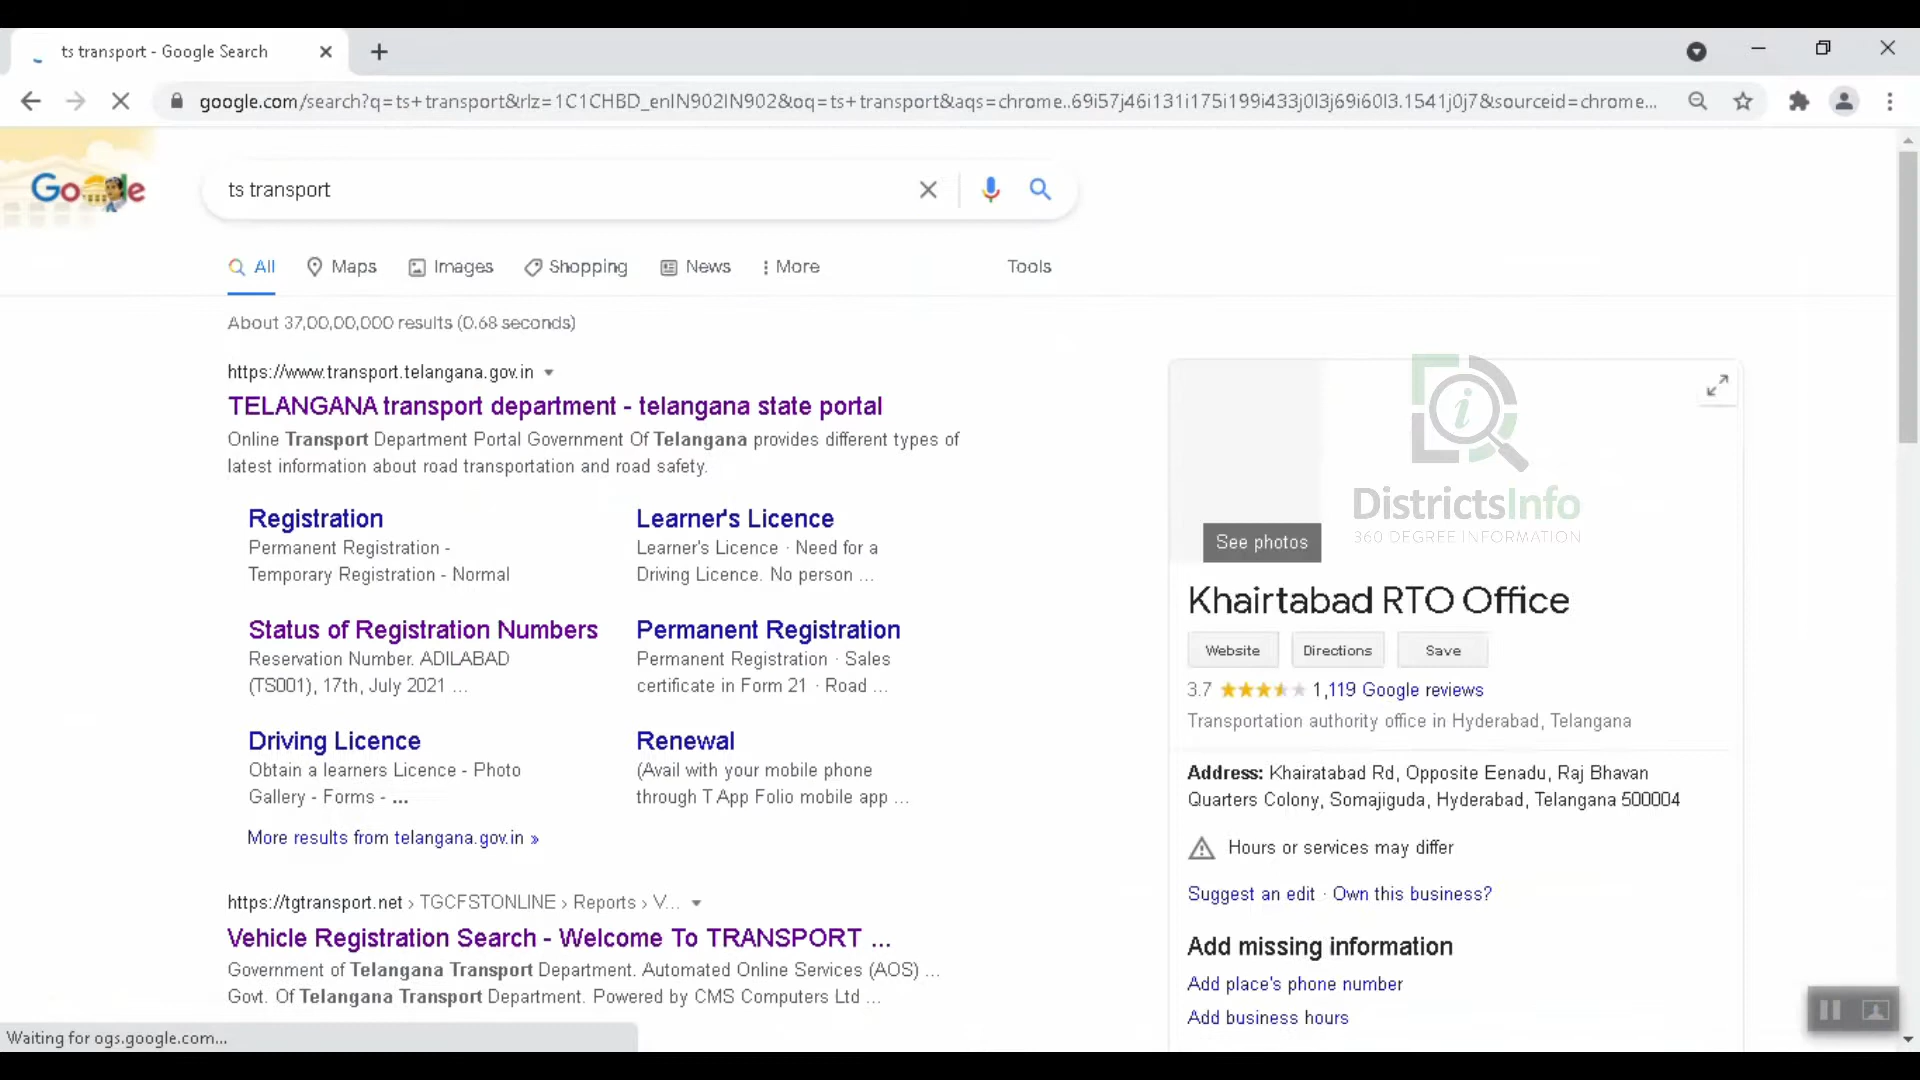 ts transport - Google Search
google.com/search?q=ts+transport&rlz=1C1CHBD_enIN902IN902&oq=ts+transport&aqs=chrome..69i57j46i131i175i199i433j0l3j69i60l3.1541j0j7&sourceid=chrome...
Google
ts transport
All
Maps
Images
Shopping
News
More
Tools
About 37,00,00,000 results (0.68 seconds)
https://www.transport.telangana.gov.in
TELANGANA transport department - telangana state portal
Online Transport Department Portal Government Of Telangana provides different types of
latest information about road transportation and road safety.
Registration
Permanent Registration -
Temporary Registration - Normal
Learner's Licence
Learner's Licence · Need for a
Driving Licence. No person ...
Status of Registration Numbers
Reservation Number. ADILABAD
(TS001), 17th, July 2021 ...
Permanent Registration
Permanent Registration · Sales
certificate in Form 21 · Road ...
Driving Licence
Obtain a learners Licence - Photo
Gallery - Forms - ...
Renewal
(Avail with your mobile phone
through T App Folio mobile app ...
More results from telangana.gov.in »
https://tgtransport.net › TGCFSTONLINE › Reports › V...
Vehicle Registration Search - Welcome To TRANSPORT ...
Government of Telangana Transport Department. Automated Online Services (AOS) ...
Govt. Of Telangana Transport Department. Powered by CMS Computers Ltd ...
DistrictsInfo
360 DEGREE INFORMATION
See photos
Khairtabad RTO Office
Website
Directions
Save
3.7 1,119 Google reviews
Transportation authority office in Hyderabad, Telangana
Address: Khairatabad Rd, Opposite Eenadu, Raj Bhavan
Quarters Colony, Somajiguda, Hyderabad, Telangana 500004
Hours or services may differ
Suggest an edit · Own this business?
Add missing information
Add place's phone number
Add business hours
Waiting for ogs.google.com...